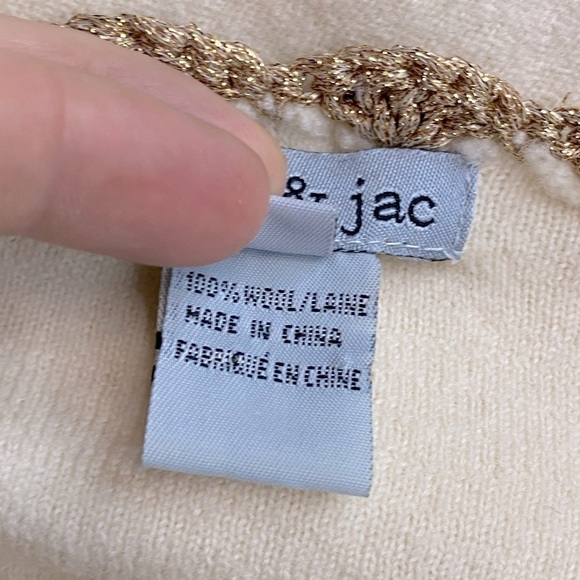 & jac
100% WOOL/LAINE
MADE IN CHINA
FABRIQUÉ EN CHINE